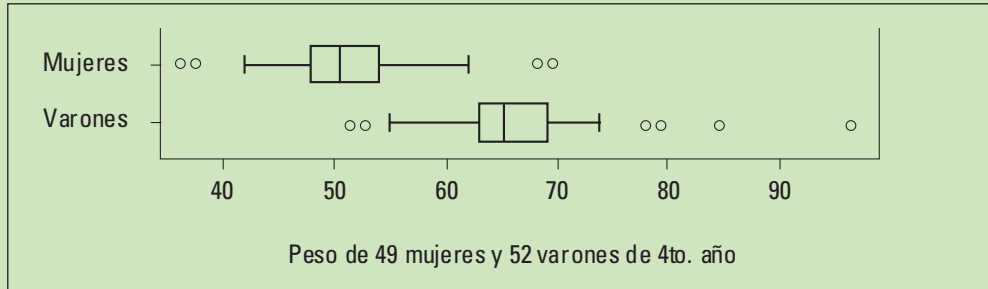 Mujeres
Varones
40 50 60 70 80 90
Peso de 49 mujeres y 52 varones de 4to. año